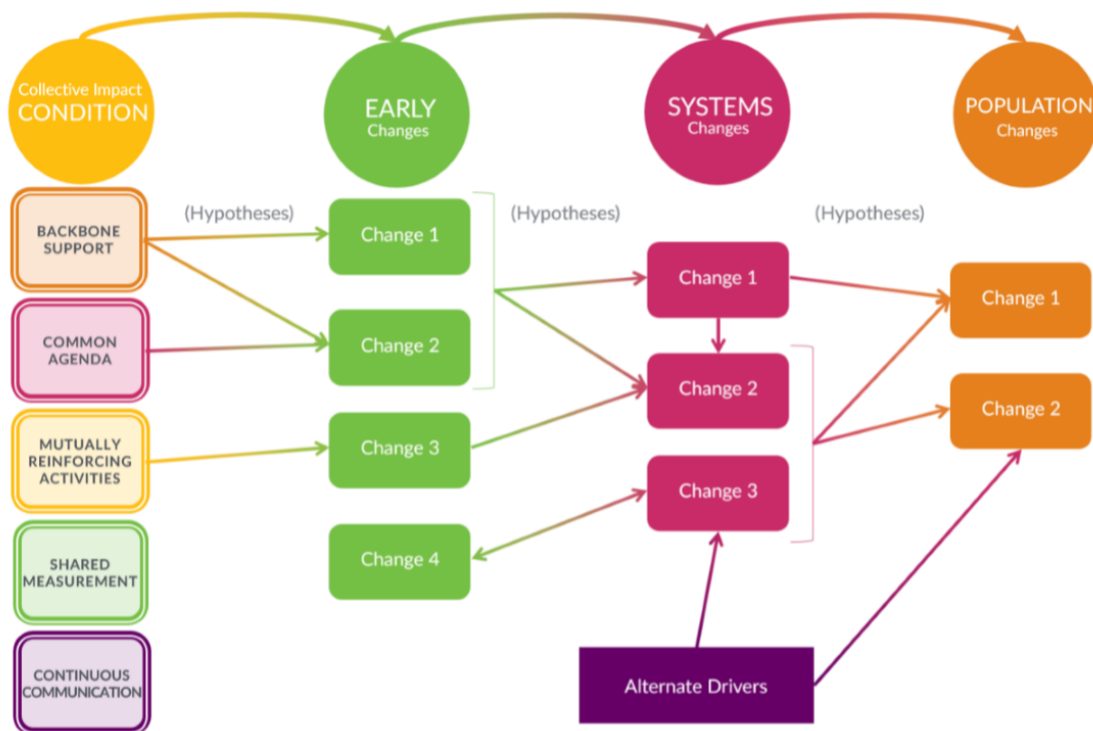 Collective Impact
CONDITION
EARLY
Changes
SYSTEMS
Changes
POPULATION
Changes
BACKBONE
SUPPORT
COMMON
AGENDA
MUTUALLY
REINFORCING
ACTIVITIES
SHARED
MEASUREMENT
CONTINUOUS
COMMUNICATION
(Hypotheses)
Change 1
Change 2
Change 3
Change 4
(Hypotheses)
Change 1
Change 2
Change 3
Alternate Drivers
(Hypotheses)
Change 1
Change 2